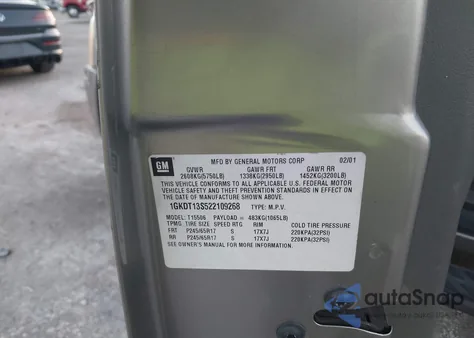 GM
MFD BY GENERAL MOTORS CORP 02/01
GVWR GAWR FRT GAWR RR
2608KG(5750LB) 1338KG(2950LB) 1452KG(3200LB)
THIS VEHICLE CONFORMS TO ALL APPLICABLE U.S. FEDERAL MOTOR
VEHICLE SAFETY AND THEFT PREVENTION STANDARDS IN EFFECT ON
THE DATE OF MANUFACTURE SHOWN ABOVE.
1GKDT13S522109268 TYPE: M.P.V.
MODEL: T15506 PAYLOAD = 483KG(1065LB)
TPMG TIRE SIZE SPEED RTG RIM COLD TIRE PRESSURE
FRT P245/65R17 S 17X7J 220KPA(32PSI)
RR P245/65R17 S 17X7J 220KPA(32PSI)
SEE OWNER'S MANUAL FOR MORE INFORMATION.
autaSnap